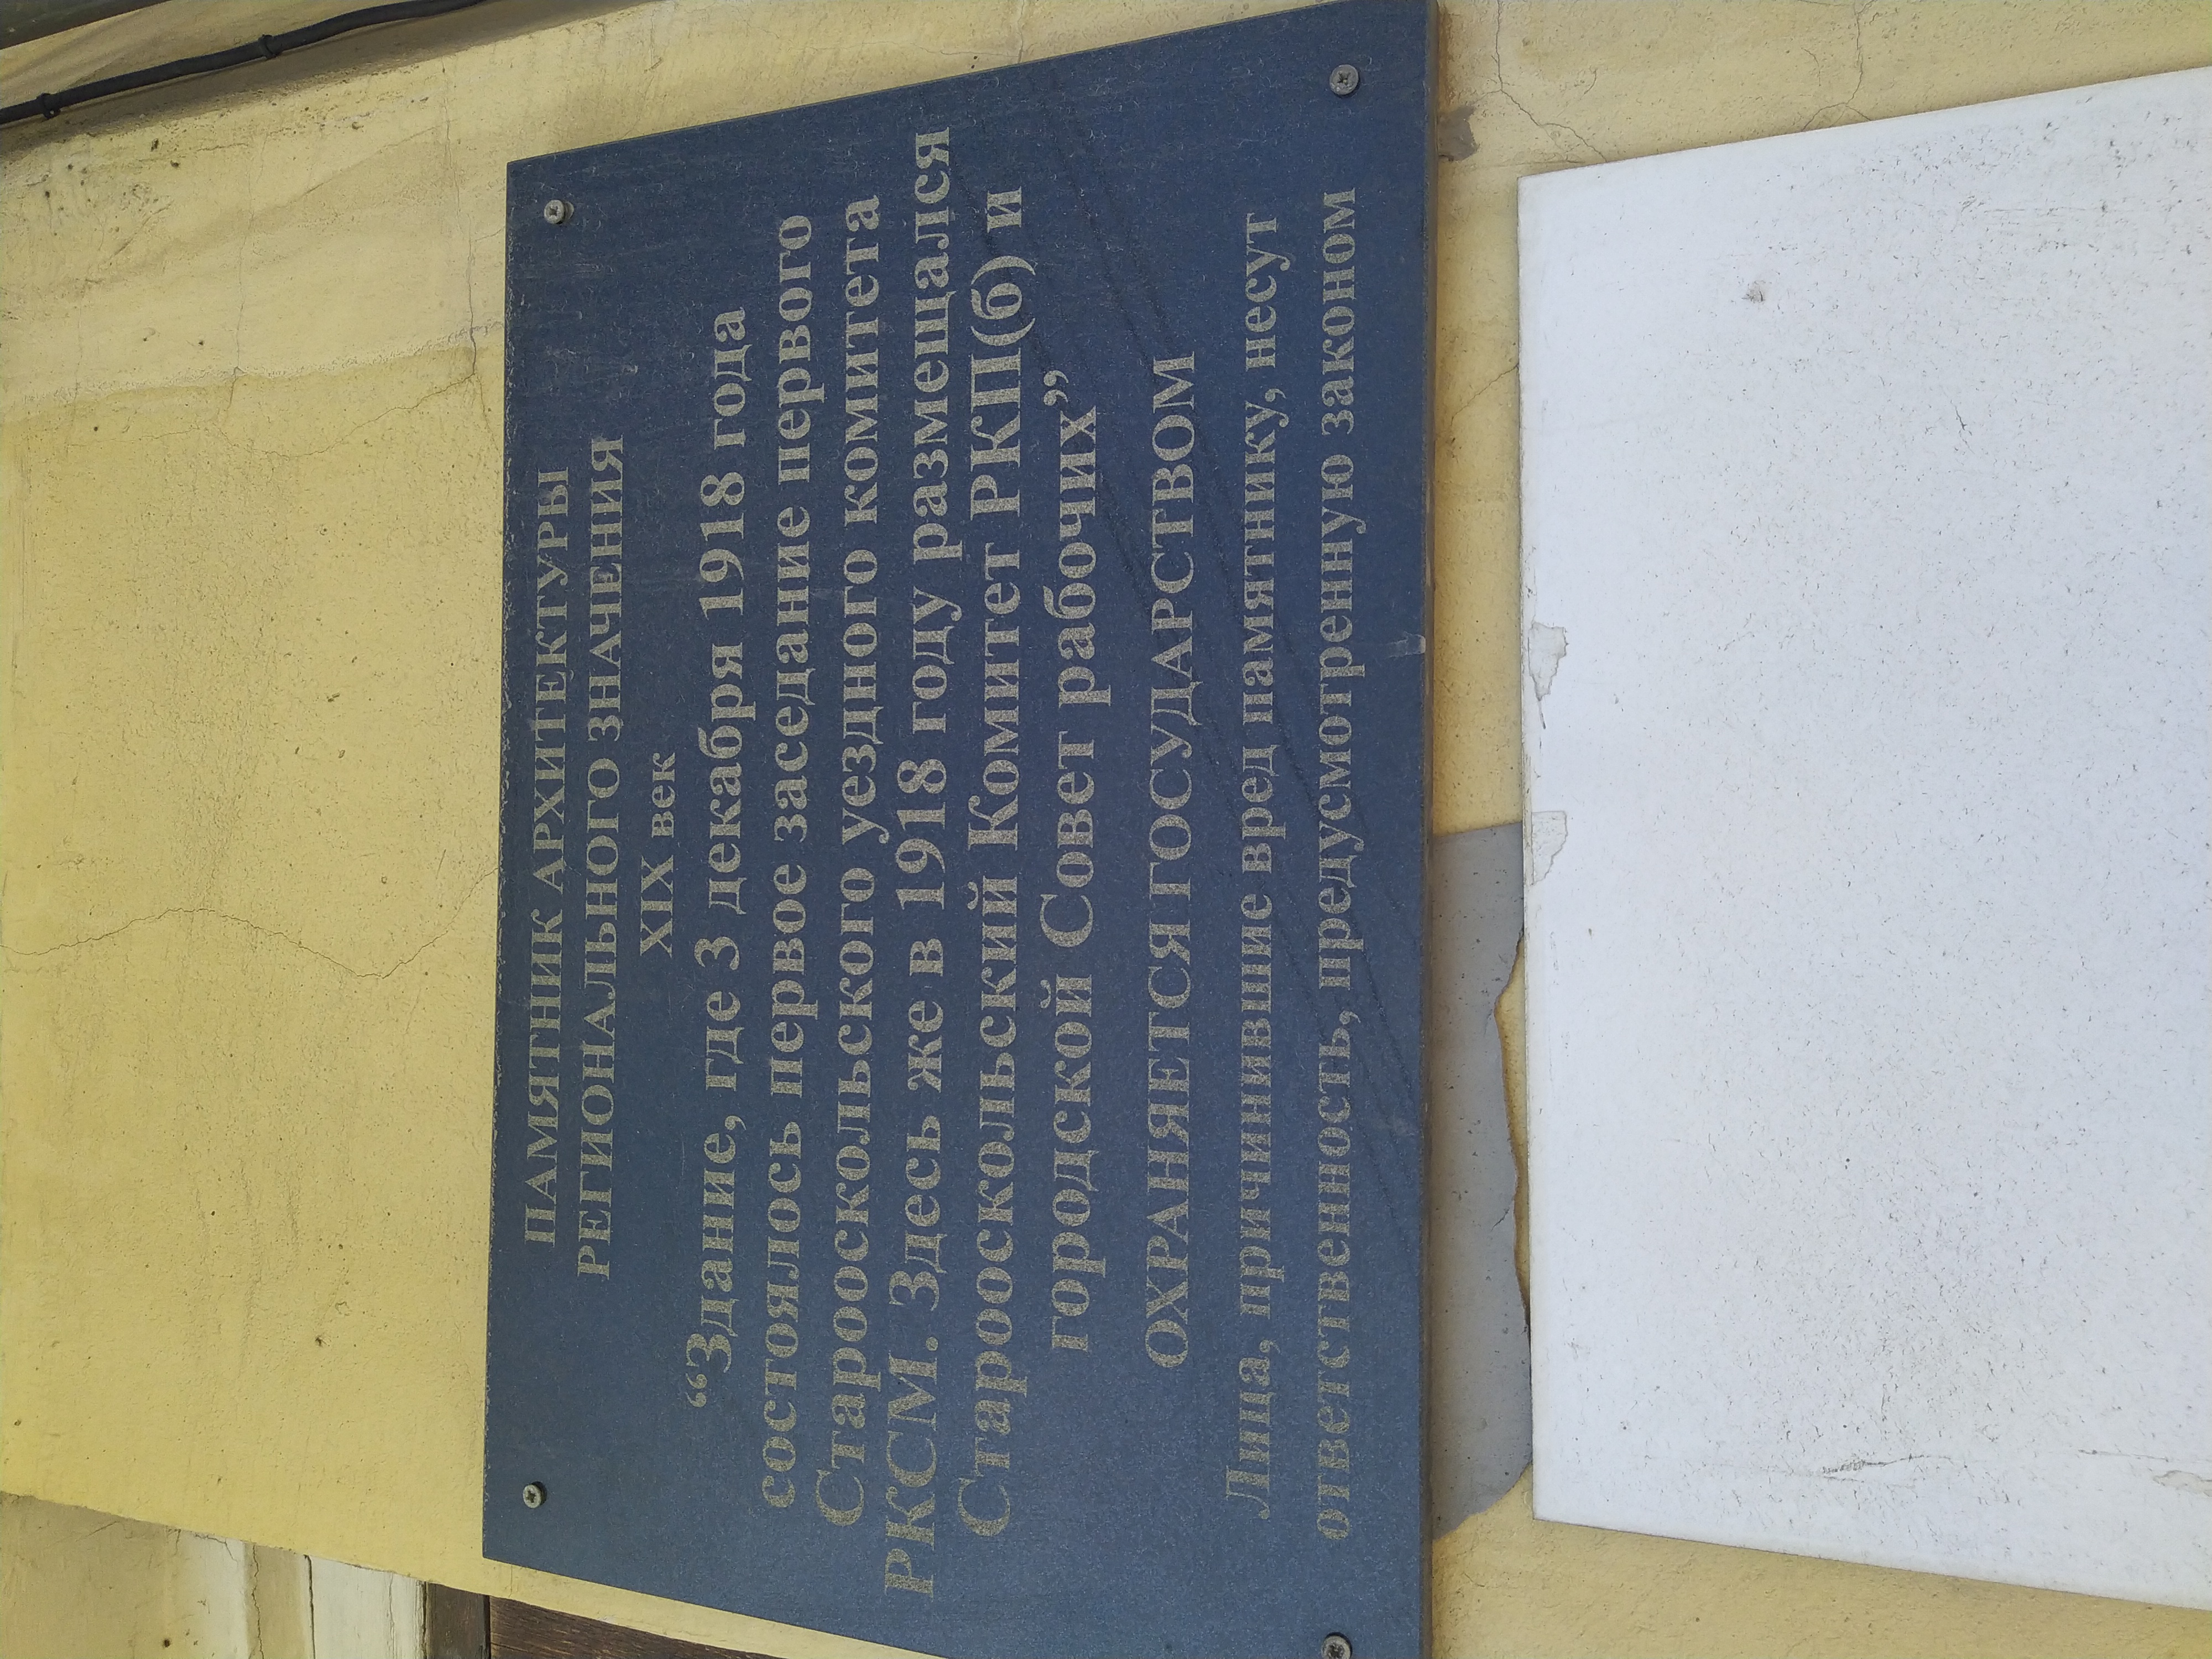 ПАМЯТНИК АРХИТЕКТУРЫ
РЕГИОНАЛЬНОГО ЗНАЧЕНИЯ
XIX век
“Здание, где 3 декабря 1918 года
состоялось первое заседание первого
Старооскольского уездного комитета
РКСМ. Здесь же в 1918 году размещался
Старооскольский Комитет РКП(б) и
городской Совет рабочих”
ОХРАНЯЕТСЯ ГОСУДАРСТВОМ
Лица, причинившие вред памятнику, несут
ответственность, предусмотренную законом